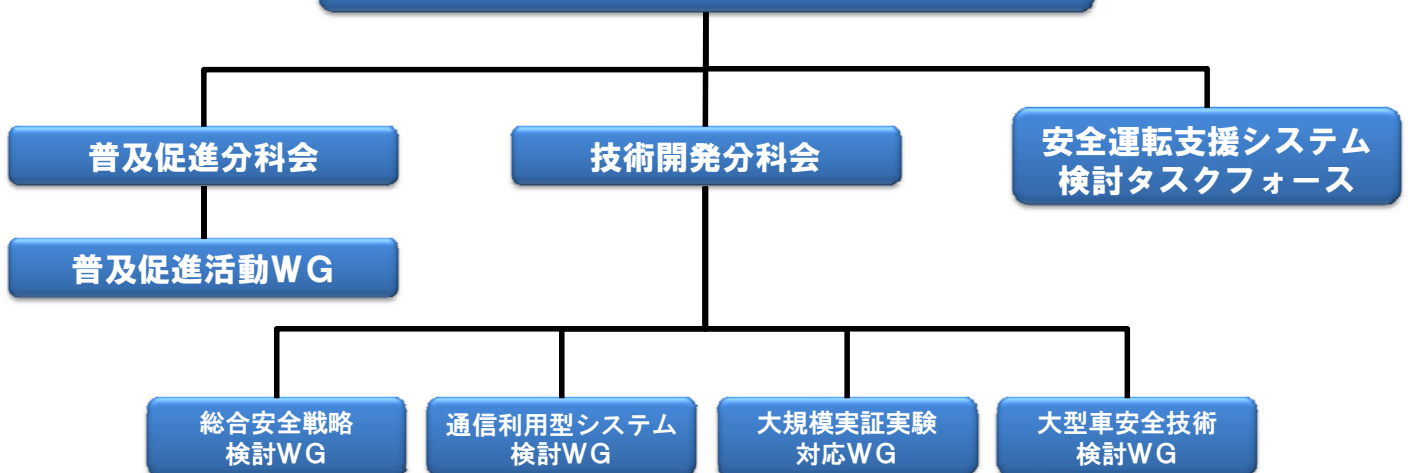 普及促進分科会
技術開発分科会
安全運転支援システム
検討タスクフォース
普及促進活動ＷＧ
総合安全戦略
検討ＷＧ
通信利用型システム
検討ＷＧ
大規模実証実験
対応ＷＧ
大型車安全技術
検討ＷＧ